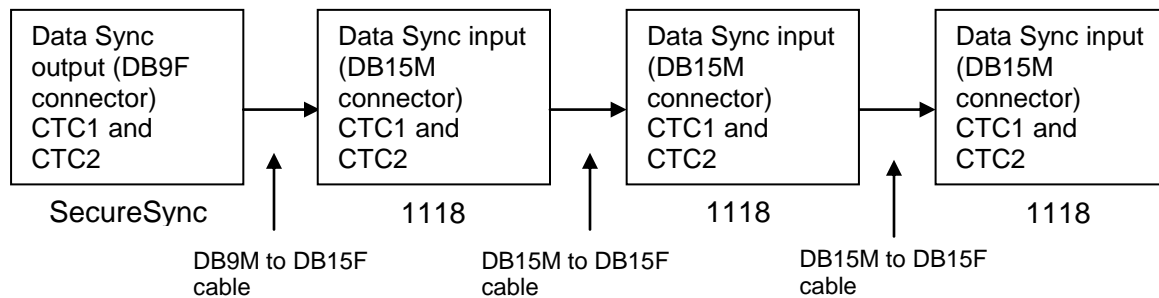 Data Sync
output (DB9F
connector)
CTC1 and
CTC2
SecureSync
Data Sync input
(DB15M
connector)
CTC1 and
CTC2
1118
Data Sync input
(DB15M
connector)
CTC1 and
CTC2
1118
Data Sync input
(DB15M
connector)
CTC1 and
CTC2
1118
DB9M to DB15F
cable
DB15M to DB15F
cable
DB15M to DB15F
cable